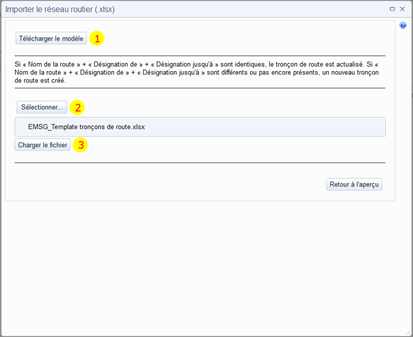 Importer le réseau routier (.xlsx)
Télécharger le modèle 1
Si « Nom de la route » + « Désignation de » + « Désignation jusqu'à » sont identiques, le tronçon de route est actualisé. Si «
Nom de la route » + « Désignation de » + « Désignation jusqu'à » sont différents ou pas encore présents, un nouveau tronçon
de route est créé.
Sélectionner... 2
EMSG_Template tronçons de route.xlsx
Charger le fichier 3
Retour à l'aperçu